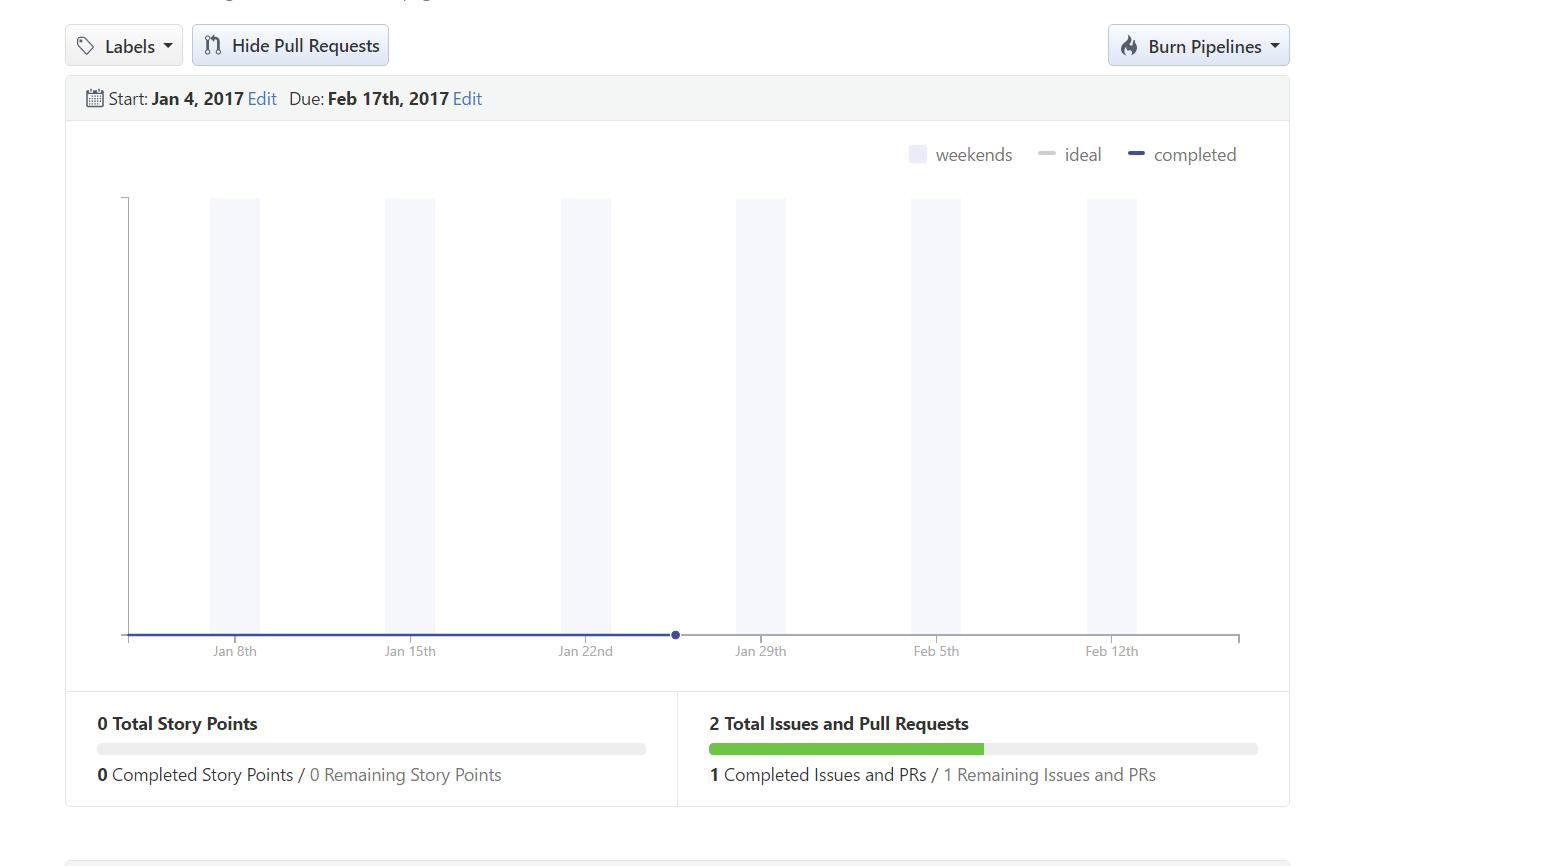 Labels
Hide Pull Requests
Burn Pipelines
Start: Jan 4, 2017 Edit Due: Feb 17th, 2017 Edit
weekends ideal completed
Jan 8th Jan 15th Jan 22nd Jan 29th Feb 5th Feb 12th
0 Total Story Points
0 Completed Story Points / 0 Remaining Story Points
2 Total Issues and Pull Requests
1 Completed Issues and PRs / 1 Remaining Issues and PRs